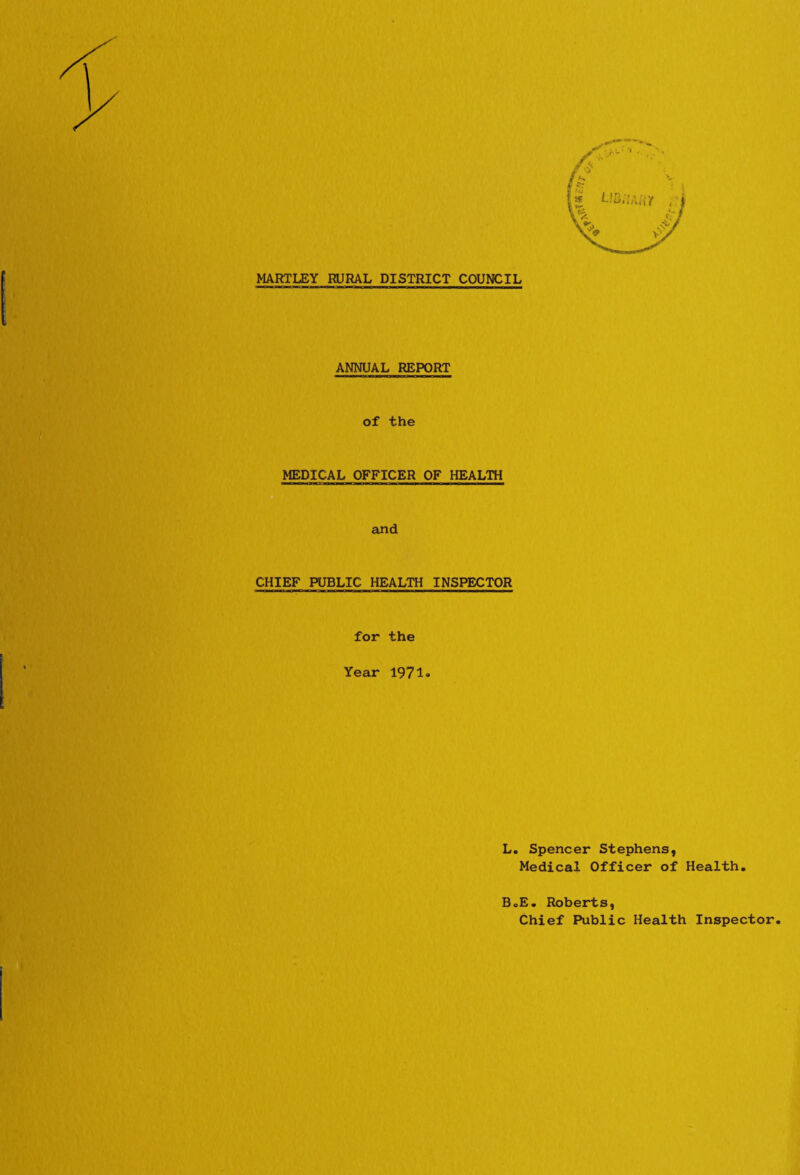 LIBRARY
MARTLEY RURAL DISTRICT COUNCIL
ANNUAL REPORT
of the
MEDICAL OFFICER OF HEALTH
and
CHIEF PUBLIC HEALTH INSPECTOR
for the
Year 1971.
L. Spencer Stephens,
Medical Officer of Health.
B.E. Roberts,
Chief Public Health Inspector.